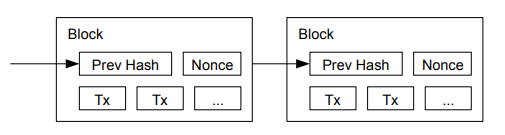 Block
Prev Hash Nonce
Tx Tx ...
Block
Prev Hash Nonce
Tx Tx ...